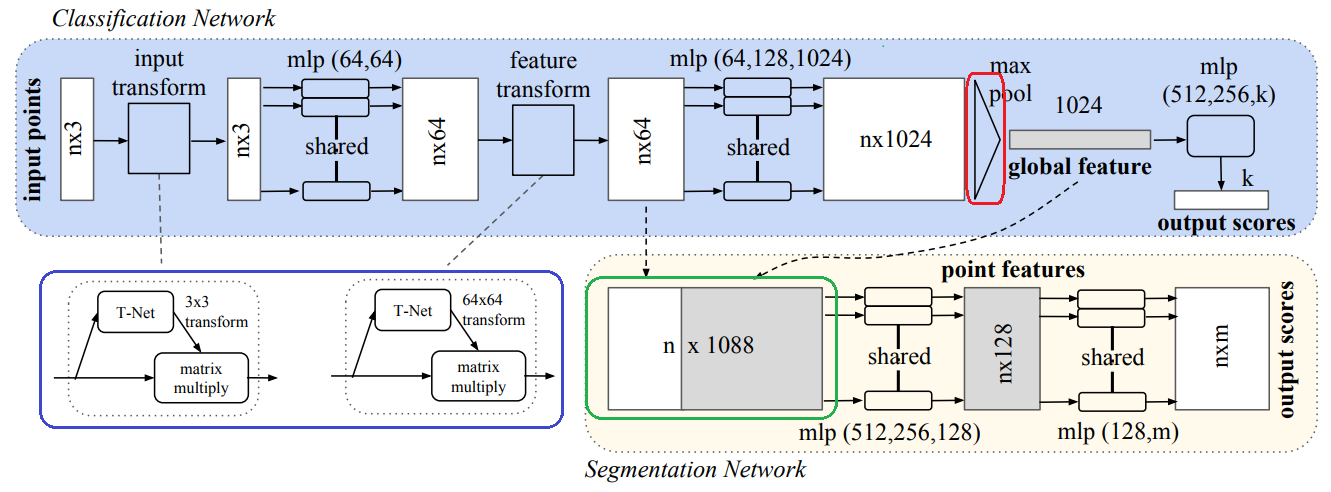 Classification Network
input points
nx3
input
transform
nx3
mlp (64,64)
shared
nx64
feature
transform
nx64
mlp (64,128,1024)
shared
nx1024
max
pool
1024
global feature
mlp
(512,256,k)
k
output scores
T-Net
3x3
transform
matrix
multiply
T-Net
64x64
transform
matrix
multiply
point features
n x 1088
shared
mlp (512,256,128)
nx128
shared
mlp (128,m)
nxm
output scores
Segmentation Network